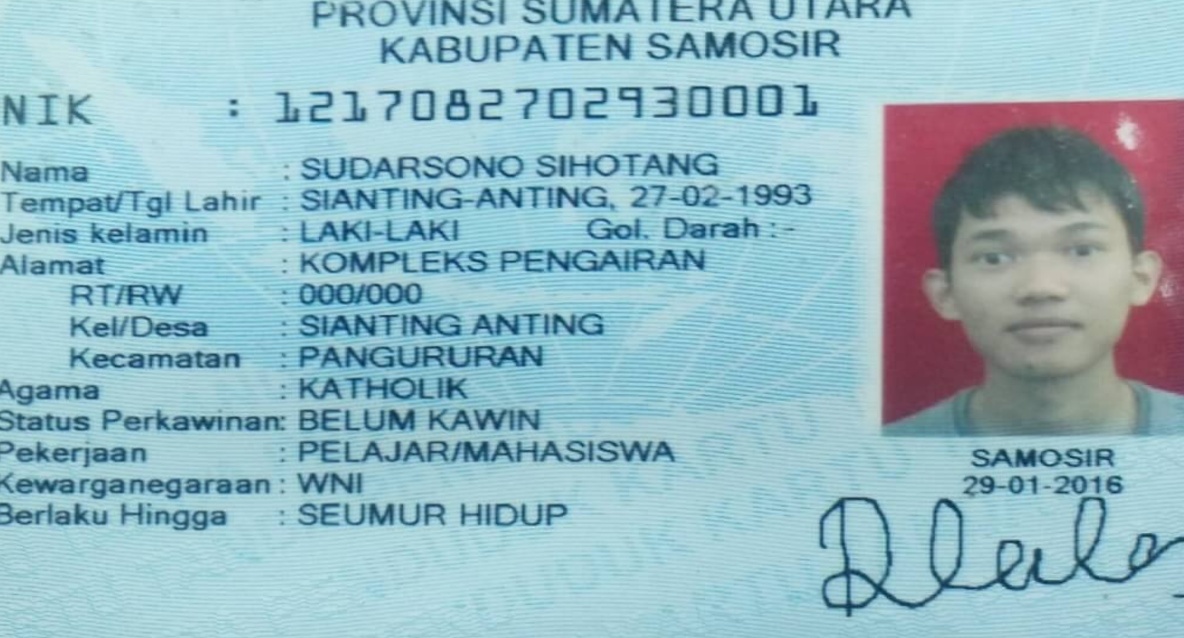 PROVINSI SUMATERA UTARA
KABUPATEN SAMOSIR
NIK : 1217082702930001
Nama : SUDARSONO SIHOTANG
Tempat/Tgl Lahir : SIANTING-ANTING, 27-02-1993
Jenis kelamin : LAKI-LAKI Gol. Darah : -
Alamat : KOMPLEKS PENGAIRAN
RT/RW : 000/000
Kel/Desa : SIANTING ANTING
Kecamatan : PANGURURAN
Agama : KATHOLIK
Status Perkawinan: BELUM KAWIN
Pekerjaan : PELAJAR/MAHASISWA
Kewarganegaraan : WNI
Berlaku Hingga : SEUMUR HIDUP
SAMOSIR
29-01-2016